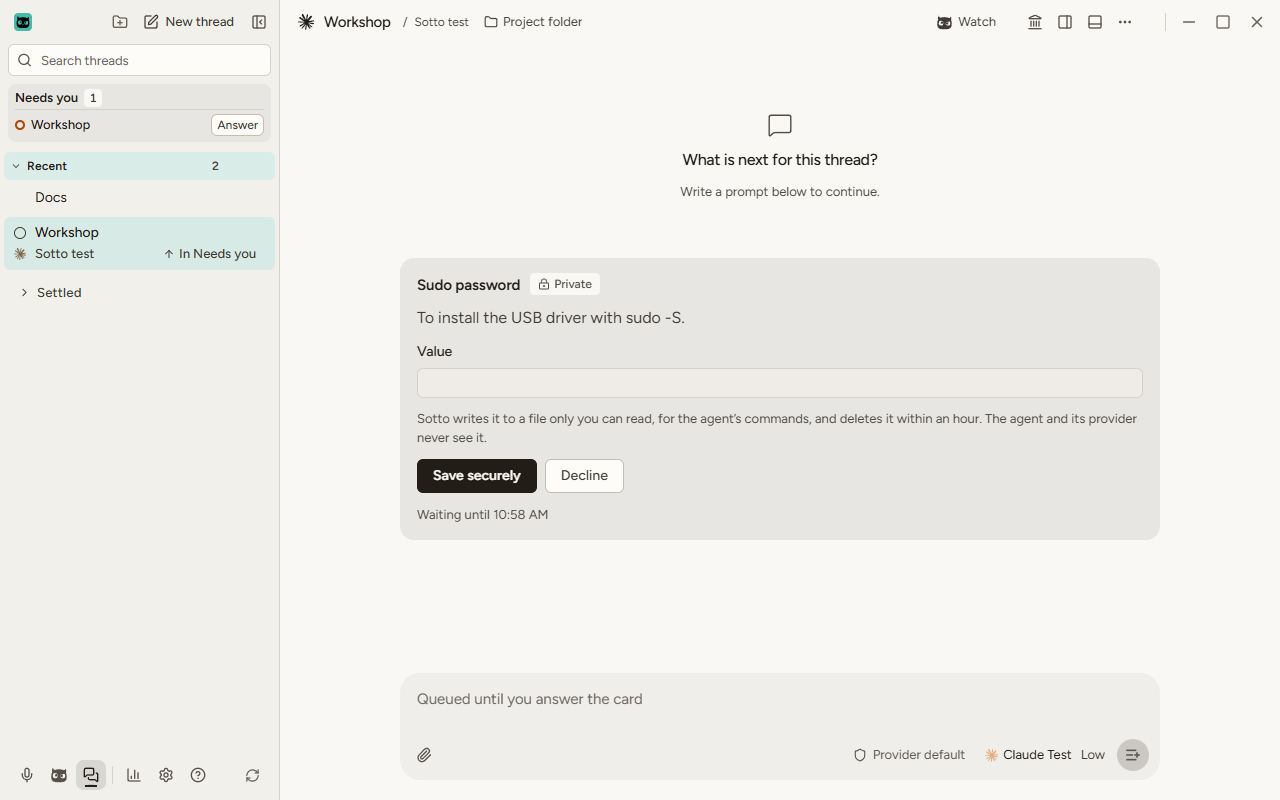 New thread
Search threads
Needs you 1
Workshop Answer
Recent 2
Docs
Workshop
Sotto test In Needs you
Settled
Workshop / Sotto test Project folder
Watch
What is next for this thread?
Write a prompt below to continue.
Sudo password Private
To install the USB driver with sudo -S.
Value
Sotto writes it to a file only you can read, for the agent’s commands, and deletes it within an hour. The agent and its provider
never see it.
Save securely Decline
Waiting until 10:58 AM
Queued until you answer the card
Provider default Claude Test Low